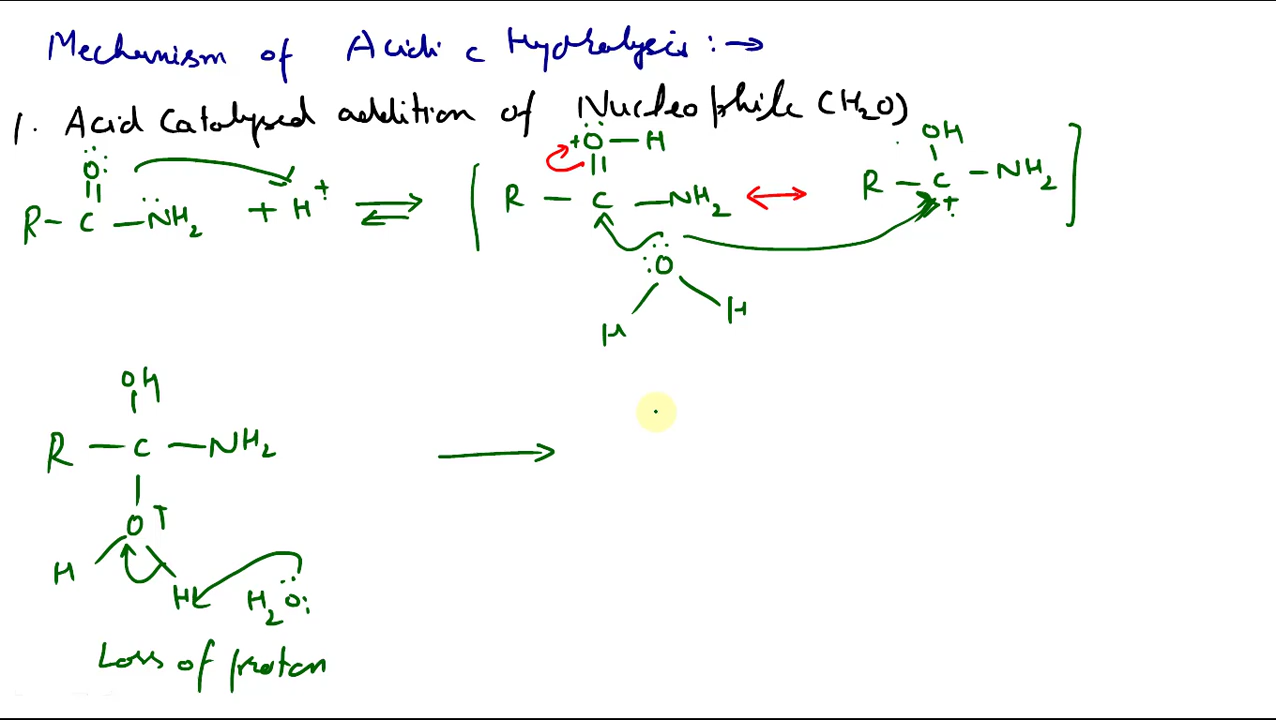 Mechanism of Acidic Hydrolysis : →
1. Acid Catalysed addition of Nucleophile (H2O)
:O: +O — H OH
R — C — NH2 + H+ ⇌ [ R — C — NH2 ↔ R — C — NH2 ]
+
:O
H H
OH
R — C — NH2 →
O+
H H H2O:
Loss of proton